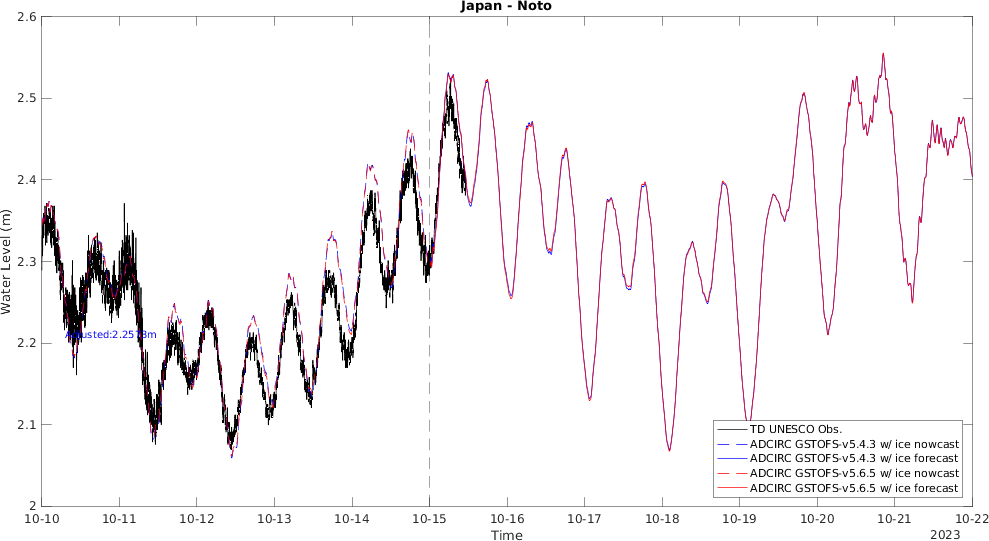 Japan - Noto
2.6
2.5
2.4
2.3
2.2
2.1
2
Water Level (m)
10-10
10-11
10-12
10-13
10-14
10-15
10-16
10-17
10-18
10-19
10-20
10-21
10-22
Time
2023
TD UNESCO Obs.
ADCIRC GSTOFS-v5.4.3 w/ ice nowcast
ADCIRC GSTOFS-v5.4.3 w/ ice forecast
ADCIRC GSTOFS-v5.6.5 w/ ice nowcast
ADCIRC GSTOFS-v5.6.5 w/ ice forecast